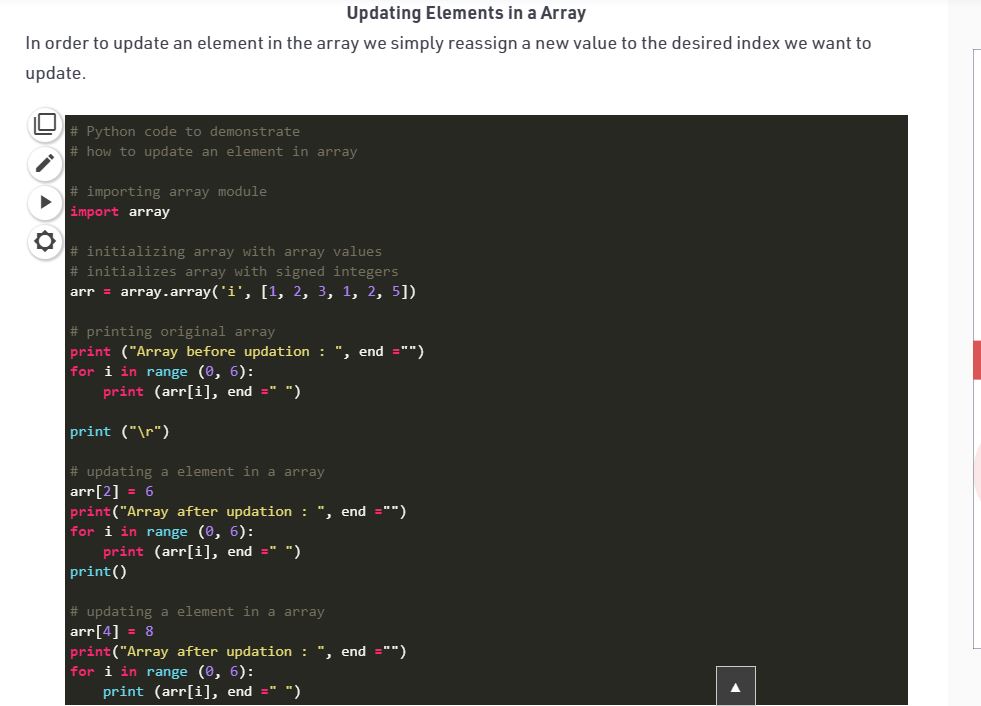 Updating Elements in a Array
In order to update an element in the array we simply reassign a new value to the desired index we want to
update.
# Python code to demonstrate
# how to update an element in array
# importing array module
import array
# initializing array with array values
# initializes array with signed integers
arr = array.array('i', [1, 2, 3, 1, 2, 5])
# printing original array
print ("Array before updation : ", end ="")
for i in range (0, 6):
    print (arr[i], end =" ")
print ("\r")
# updating a element in a array
arr[2] = 6
print("Array after updation : ", end ="")
for i in range (0, 6):
    print (arr[i], end =" ")
print()
# updating a element in a array
arr[4] = 8
print("Array after updation : ", end ="")
for i in range (0, 6):
    print (arr[i], end =" ")